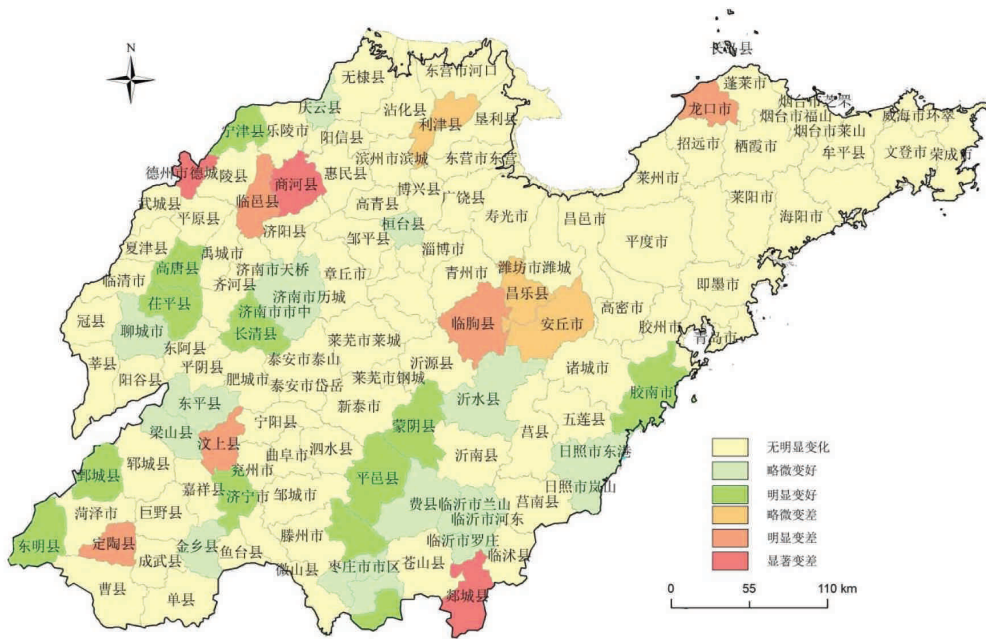 N
长岛县
蓬莱市
龙口市
烟台市芝罘
烟台市福山
烟台市莱山
威海市环翠
招远市
栖霞市
牟平县
文登市
荣成市
莱州市
莱阳市
海阳市
无棣县
东营市河口
庆云县
沾化县
利津县
垦利县
宁津县
乐陵市
阳信县
滨州市滨城
东营市东营
德州市德城
陵县
商河县
惠民县
武城县
临邑县
博兴县
广饶县
高青县
平原县
济阳县
桓台县
寿光市
昌邑市
邹平县
淄博市
平度市
夏津县
禹城市
高唐县
济南市天桥
章丘市
青州市
潍坊市潍城
临清市
齐河县
济南市历城
昌乐县
即墨市
茌平县
济南市市中
冠县
聊城市
长清县
临朐县
安丘市
高密市
胶州市
青岛市
莱芜市莱城
东阿县
莘县
平阴县
泰安市泰山
沂源县
诸城市
阳谷县
肥城市
泰安市岱岳
莱芜市钢城
胶南市
东平县
新泰市
沂水县
梁山县
宁阳县
蒙阴县
五莲县
汶上县
泗水县
莒县
鄄城县
郓城县
曲阜市
沂南县
日照市东港
兖州市
平邑县
嘉祥县
济宁市
邹城市
日照市岚山
菏泽市
巨野县
费县
临沂市兰山
莒南县
临沂市河东
东明县
定陶县
金乡县
鱼台县
滕州市
临沂市罗庄
成武县
微山县
枣庄市市区
苍山县
临沭县
曹县
单县
郯城县
无明显变化
略微变好
明显变好
略微变差
明显变差
显著变差
0 55 110 km